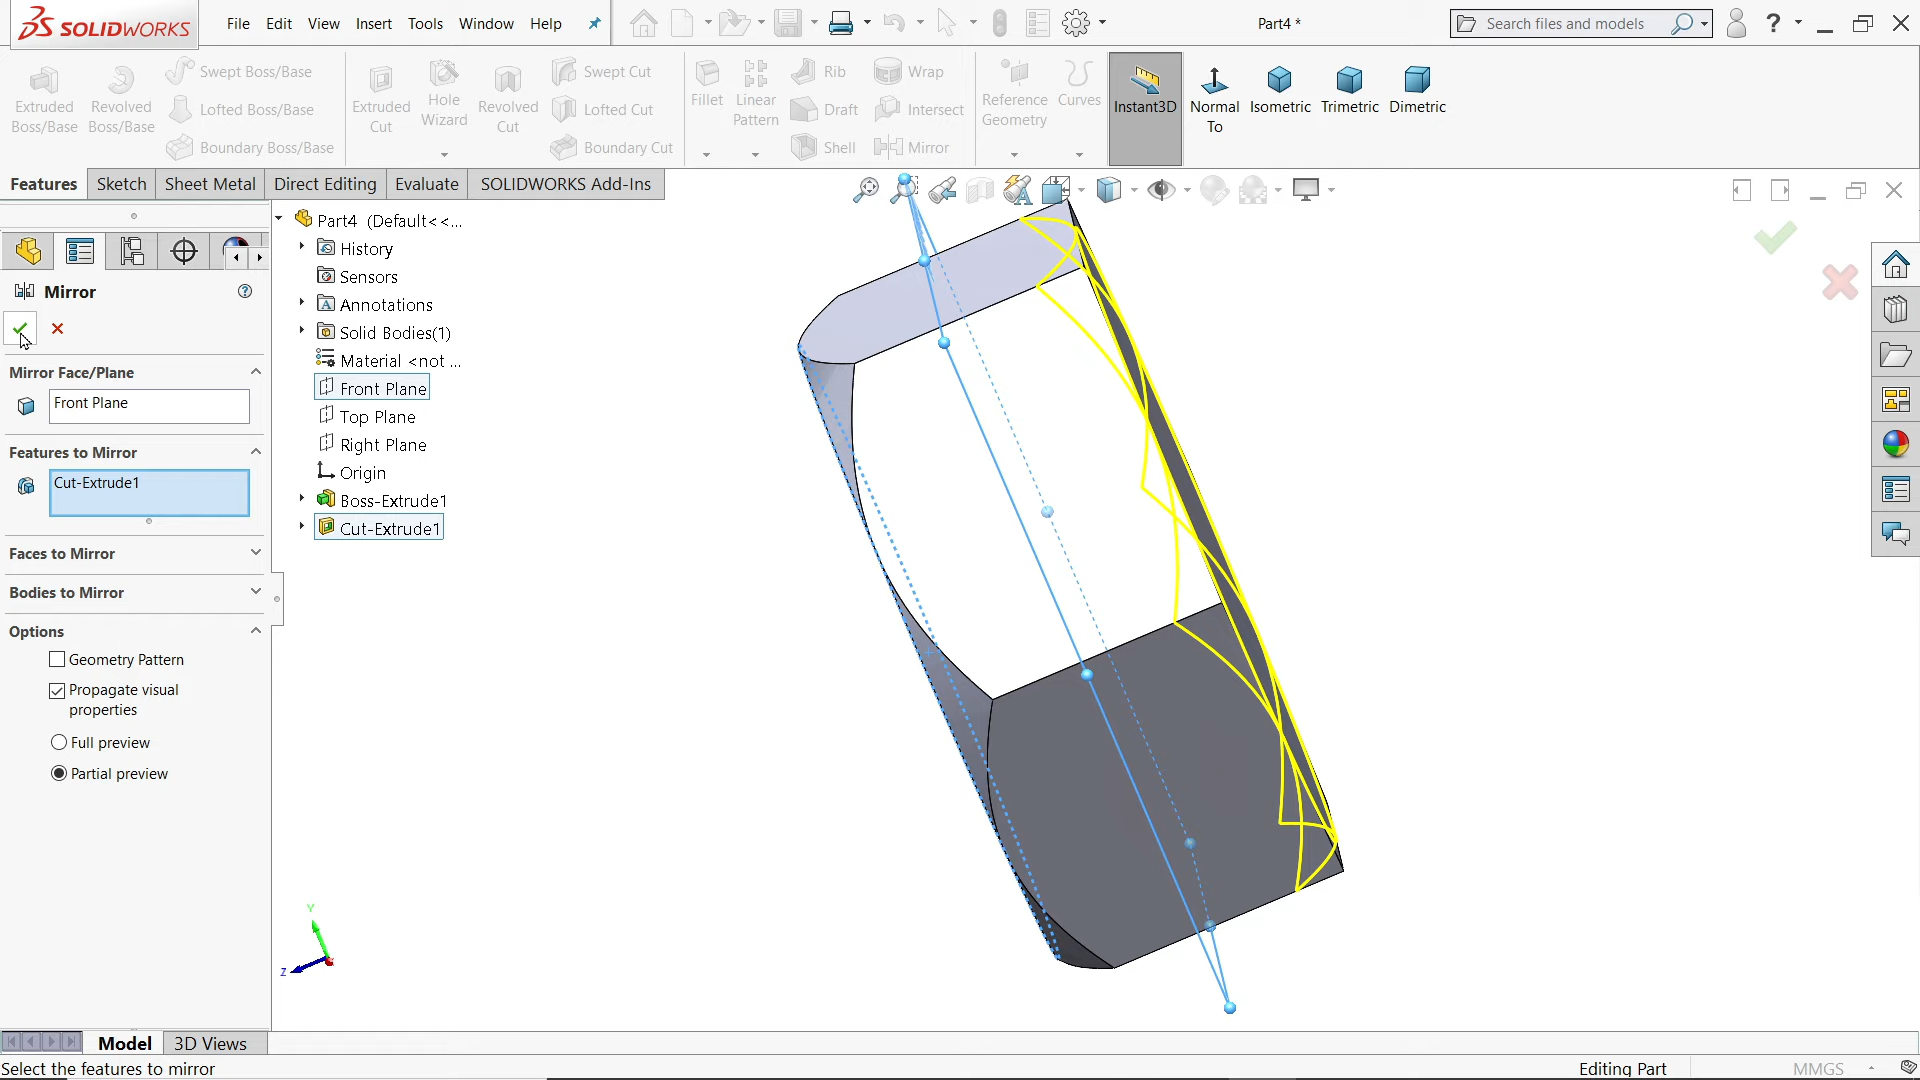 SOLIDWORKS
File Edit View Insert Tools Window Help
Part4 *
Search files and models
Extruded Boss/Base
Revolved Boss/Base
Swept Boss/Base
Lofted Boss/Base
Boundary Boss/Base
Extruded Cut
Hole Wizard
Revolved Cut
Swept Cut
Lofted Cut
Boundary Cut
Fillet
Linear Pattern
Rib
Draft
Shell
Wrap
Intersect
Mirror
Reference Geometry
Curves
Instant3D
Normal To
Isometric
Trimetric
Dimetric
Features Sketch Sheet Metal Direct Editing Evaluate SOLIDWORKS Add-Ins
Mirror
Mirror Face/Plane
Front Plane
Features to Mirror
Cut-Extrude1
Faces to Mirror
Bodies to Mirror
Options
Geometry Pattern
Propagate visual
properties
Full preview
Partial preview
Part4 (Default<<...
History
Sensors
Annotations
Solid Bodies(1)
Material <not ...
Front Plane
Top Plane
Right Plane
Origin
Boss-Extrude1
Cut-Extrude1
Y
Z
Model 3D Views
Select the features to mirror
Editing Part
MMGS